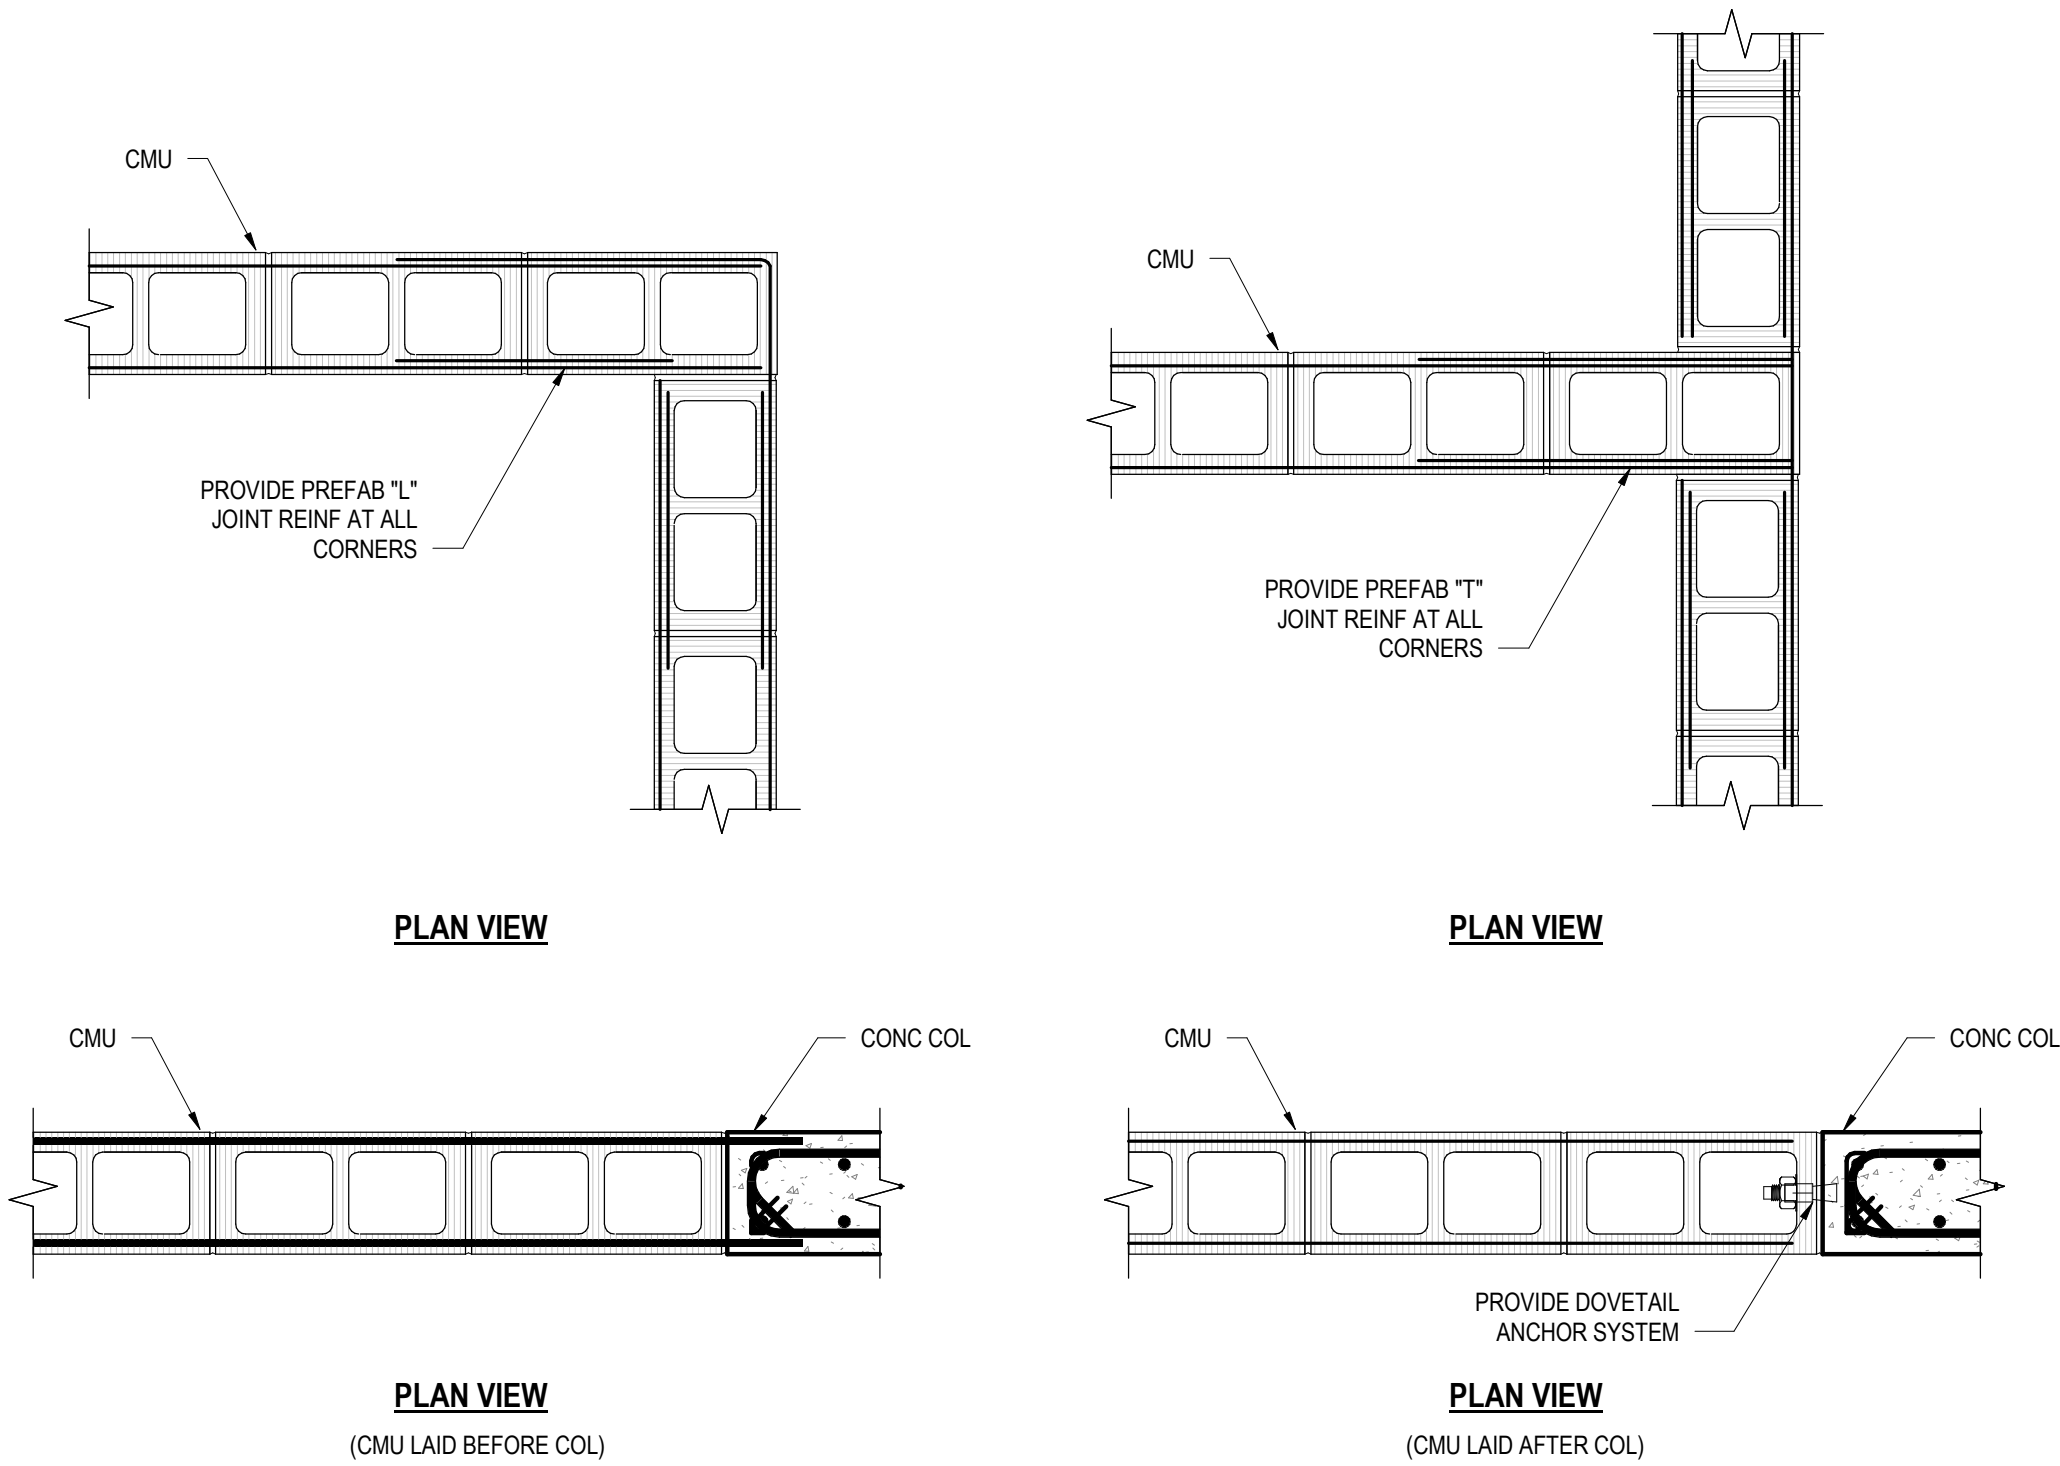 CMU
PROVIDE PREFAB "L"
JOINT REINF AT ALL
CORNERS
PLAN VIEW
CMU
PROVIDE PREFAB "T"
JOINT REINF AT ALL
CORNERS
PLAN VIEW
CMU
CONC COL
PLAN VIEW
(CMU LAID BEFORE COL)
CMU
CONC COL
PROVIDE DOVETAIL
ANCHOR SYSTEM
PLAN VIEW
(CMU LAID AFTER COL)